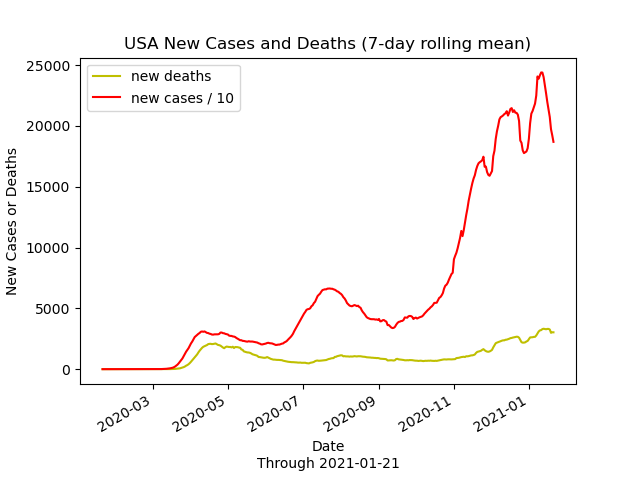 USA New Cases and Deaths (7-day rolling mean)
new deaths
new cases / 10
New Cases or Deaths
25000
20000
15000
10000
5000
0
2020-03
2020-05
2020-07
2020-09
2020-11
2021-01
Date
Through 2021-01-21